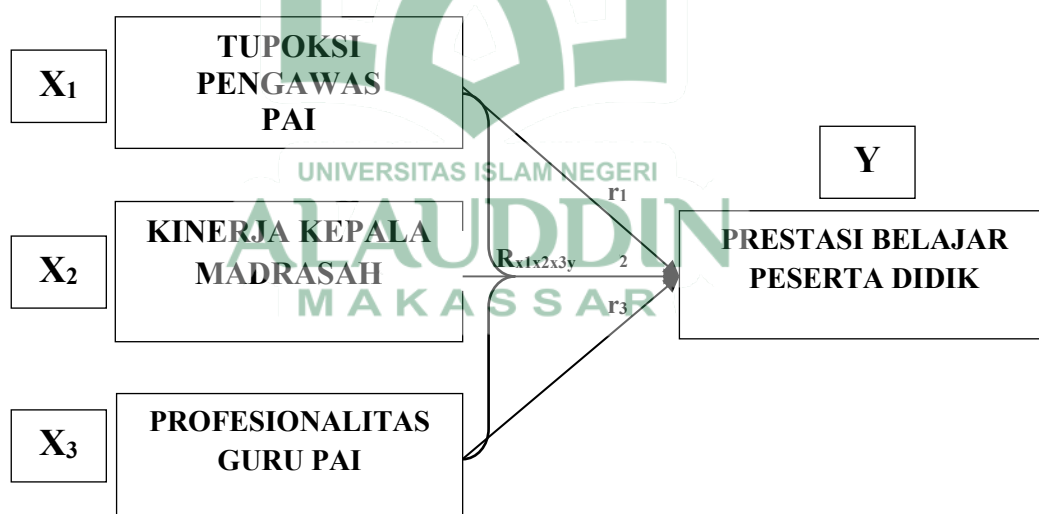 X1
TUPOKSI
PENGAWAS
PAI
Y
UNIVERSITAS ISLAM NEGERI
ALAUDDIN
MAKASSAR
r1
X2
KINERJA KEPALA
MADRASAH
Rx1x2x3y
2
r3
PRESTASI BELAJAR
PESERTA DIDIK
X3
PROFESIONALITAS
GURU PAI